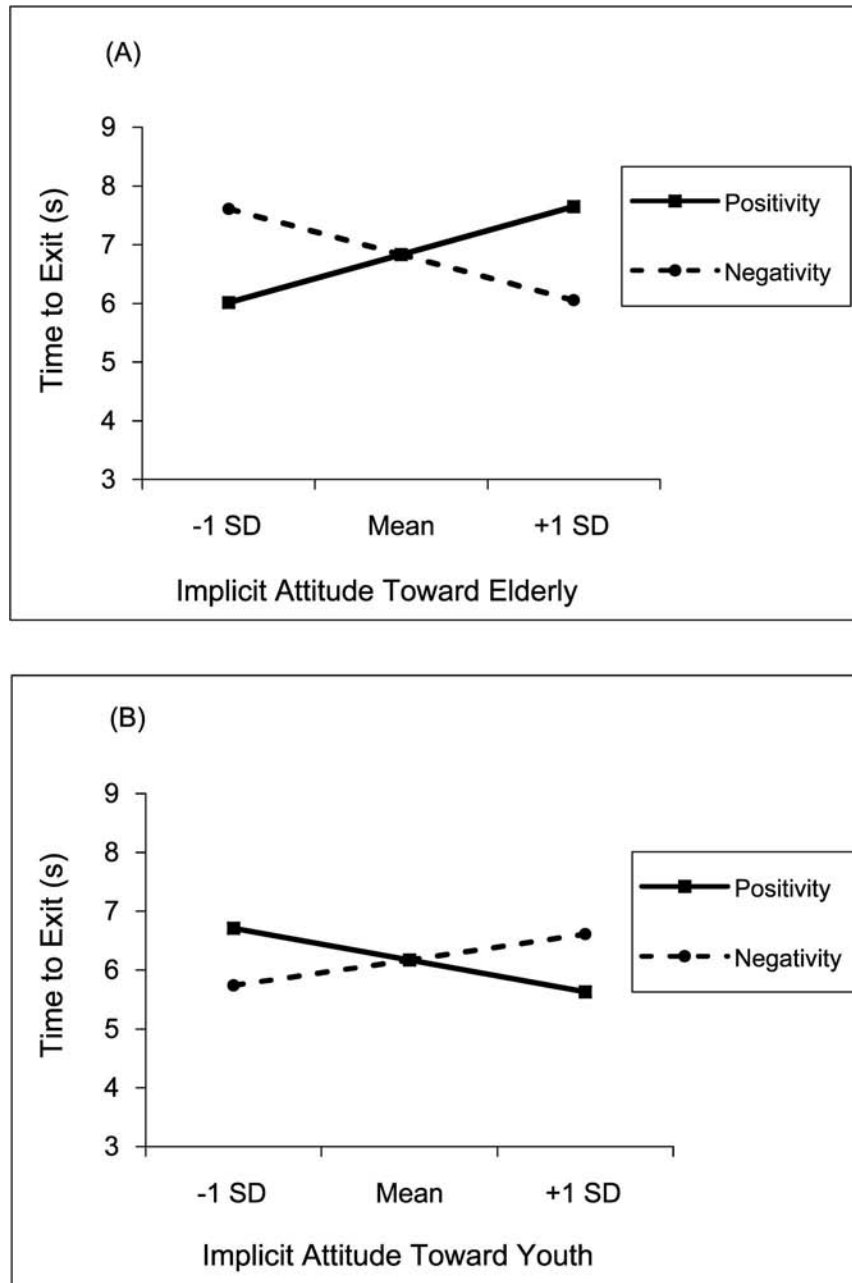 (A)
9
8
7
6
5
4
3
Time to Exit (s)
-1 SD Mean +1 SD
Implicit Attitude Toward Elderly
Positivity
Negativity
(B)
9
8
7
6
5
4
3
Time to Exit (s)
-1 SD Mean +1 SD
Implicit Attitude Toward Youth
Positivity
Negativity